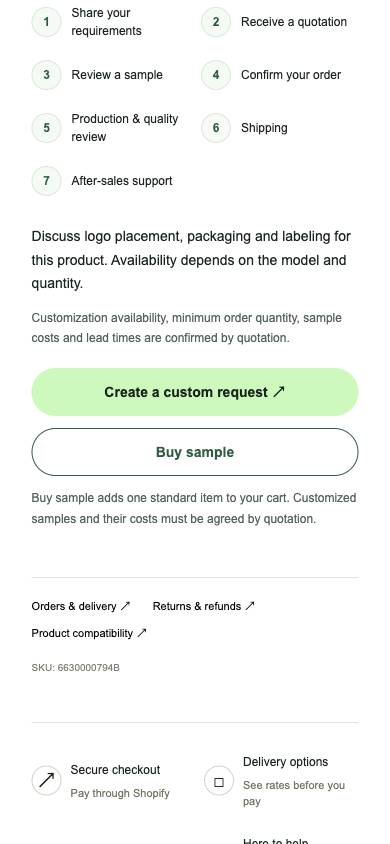 1 Share your
requirements
2 Receive a quotation
3 Review a sample
4 Confirm your order
5 Production & quality
review
6 Shipping
7 After-sales support
Discuss logo placement, packaging and labeling for
this product. Availability depends on the model and
quantity.
Customization availability, minimum order quantity, sample
costs and lead times are confirmed by quotation.
Create a custom request ↗
Buy sample
Buy sample adds one standard item to your cart. Customized
samples and their costs must be agreed by quotation.
Orders & delivery ↗ Returns & refunds ↗
Product compatibility ↗
SKU: 6630000794B
Secure checkout
Pay through Shopify
Delivery options
See rates before you
pay
Here to help